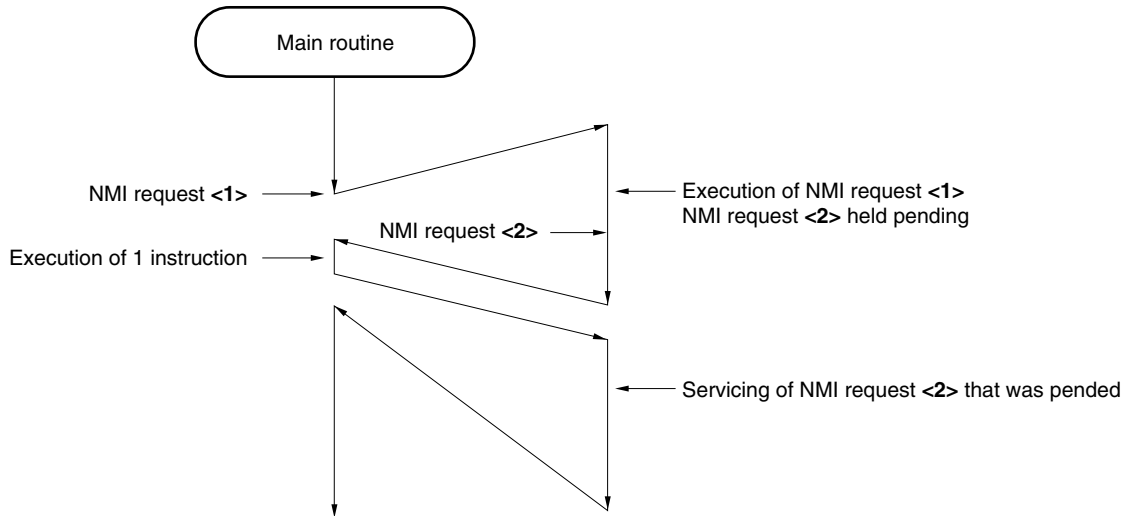 Main routine
NMI request <1>
Execution of NMI request <1>
NMI request <2> held pending
NMI request <2>
Execution of 1 instruction
Servicing of NMI request <2> that was pended